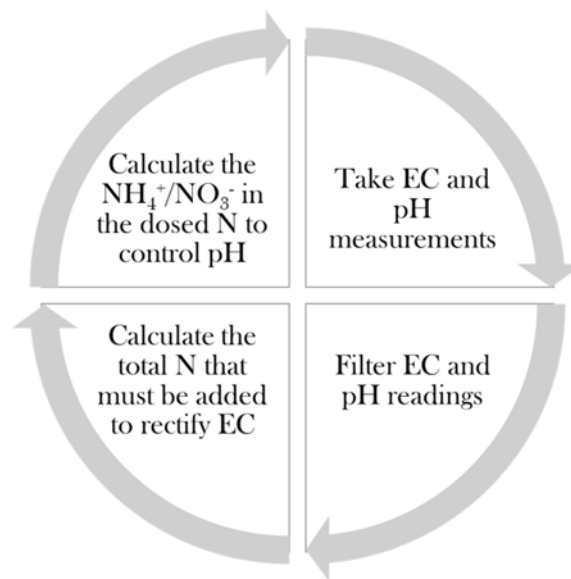 Calculate the
NH₄⁺/NO₃⁻ in
the dosed N to
control pH
Take EC and
pH
measurements
Calculate the
total N that
must be added
to rectify EC
Filter EC and
pH readings